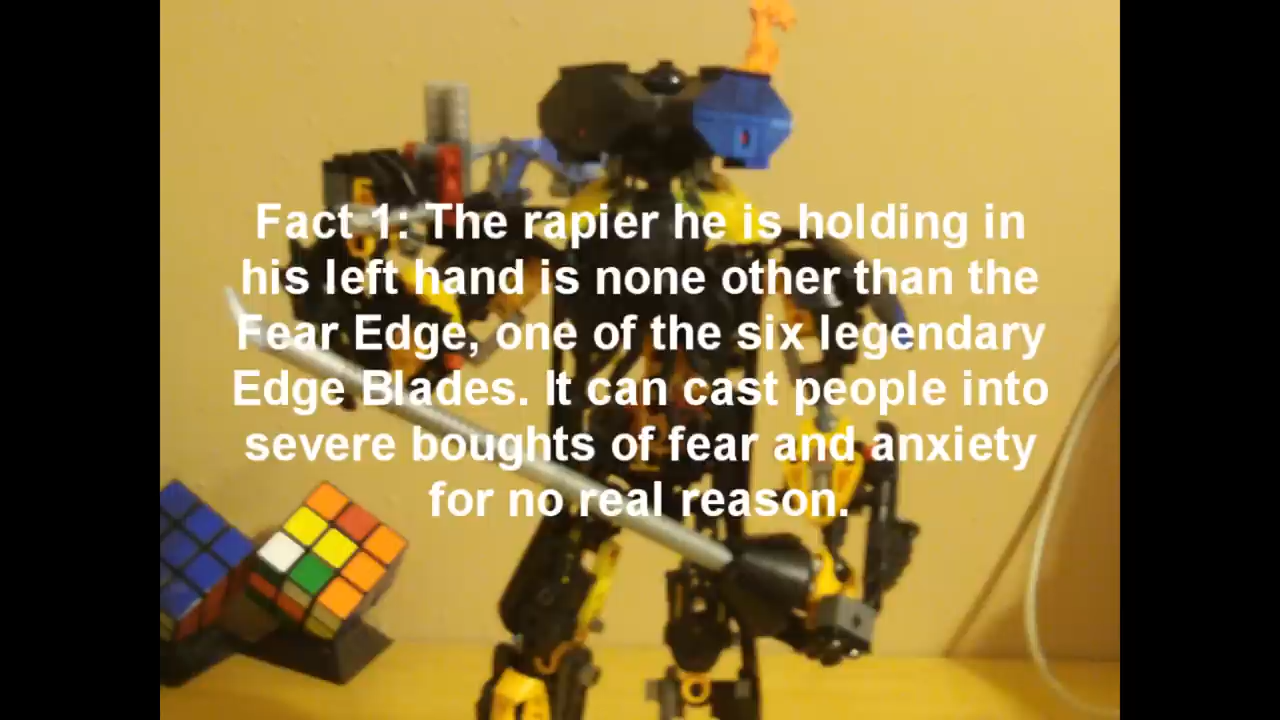 Fact 1: The rapier he is holding in
his left hand is none other than the
Fear Edge, one of the six legendary
Edge Blades. It can cast people into
severe boughts of fear and anxiety
for no real reason.